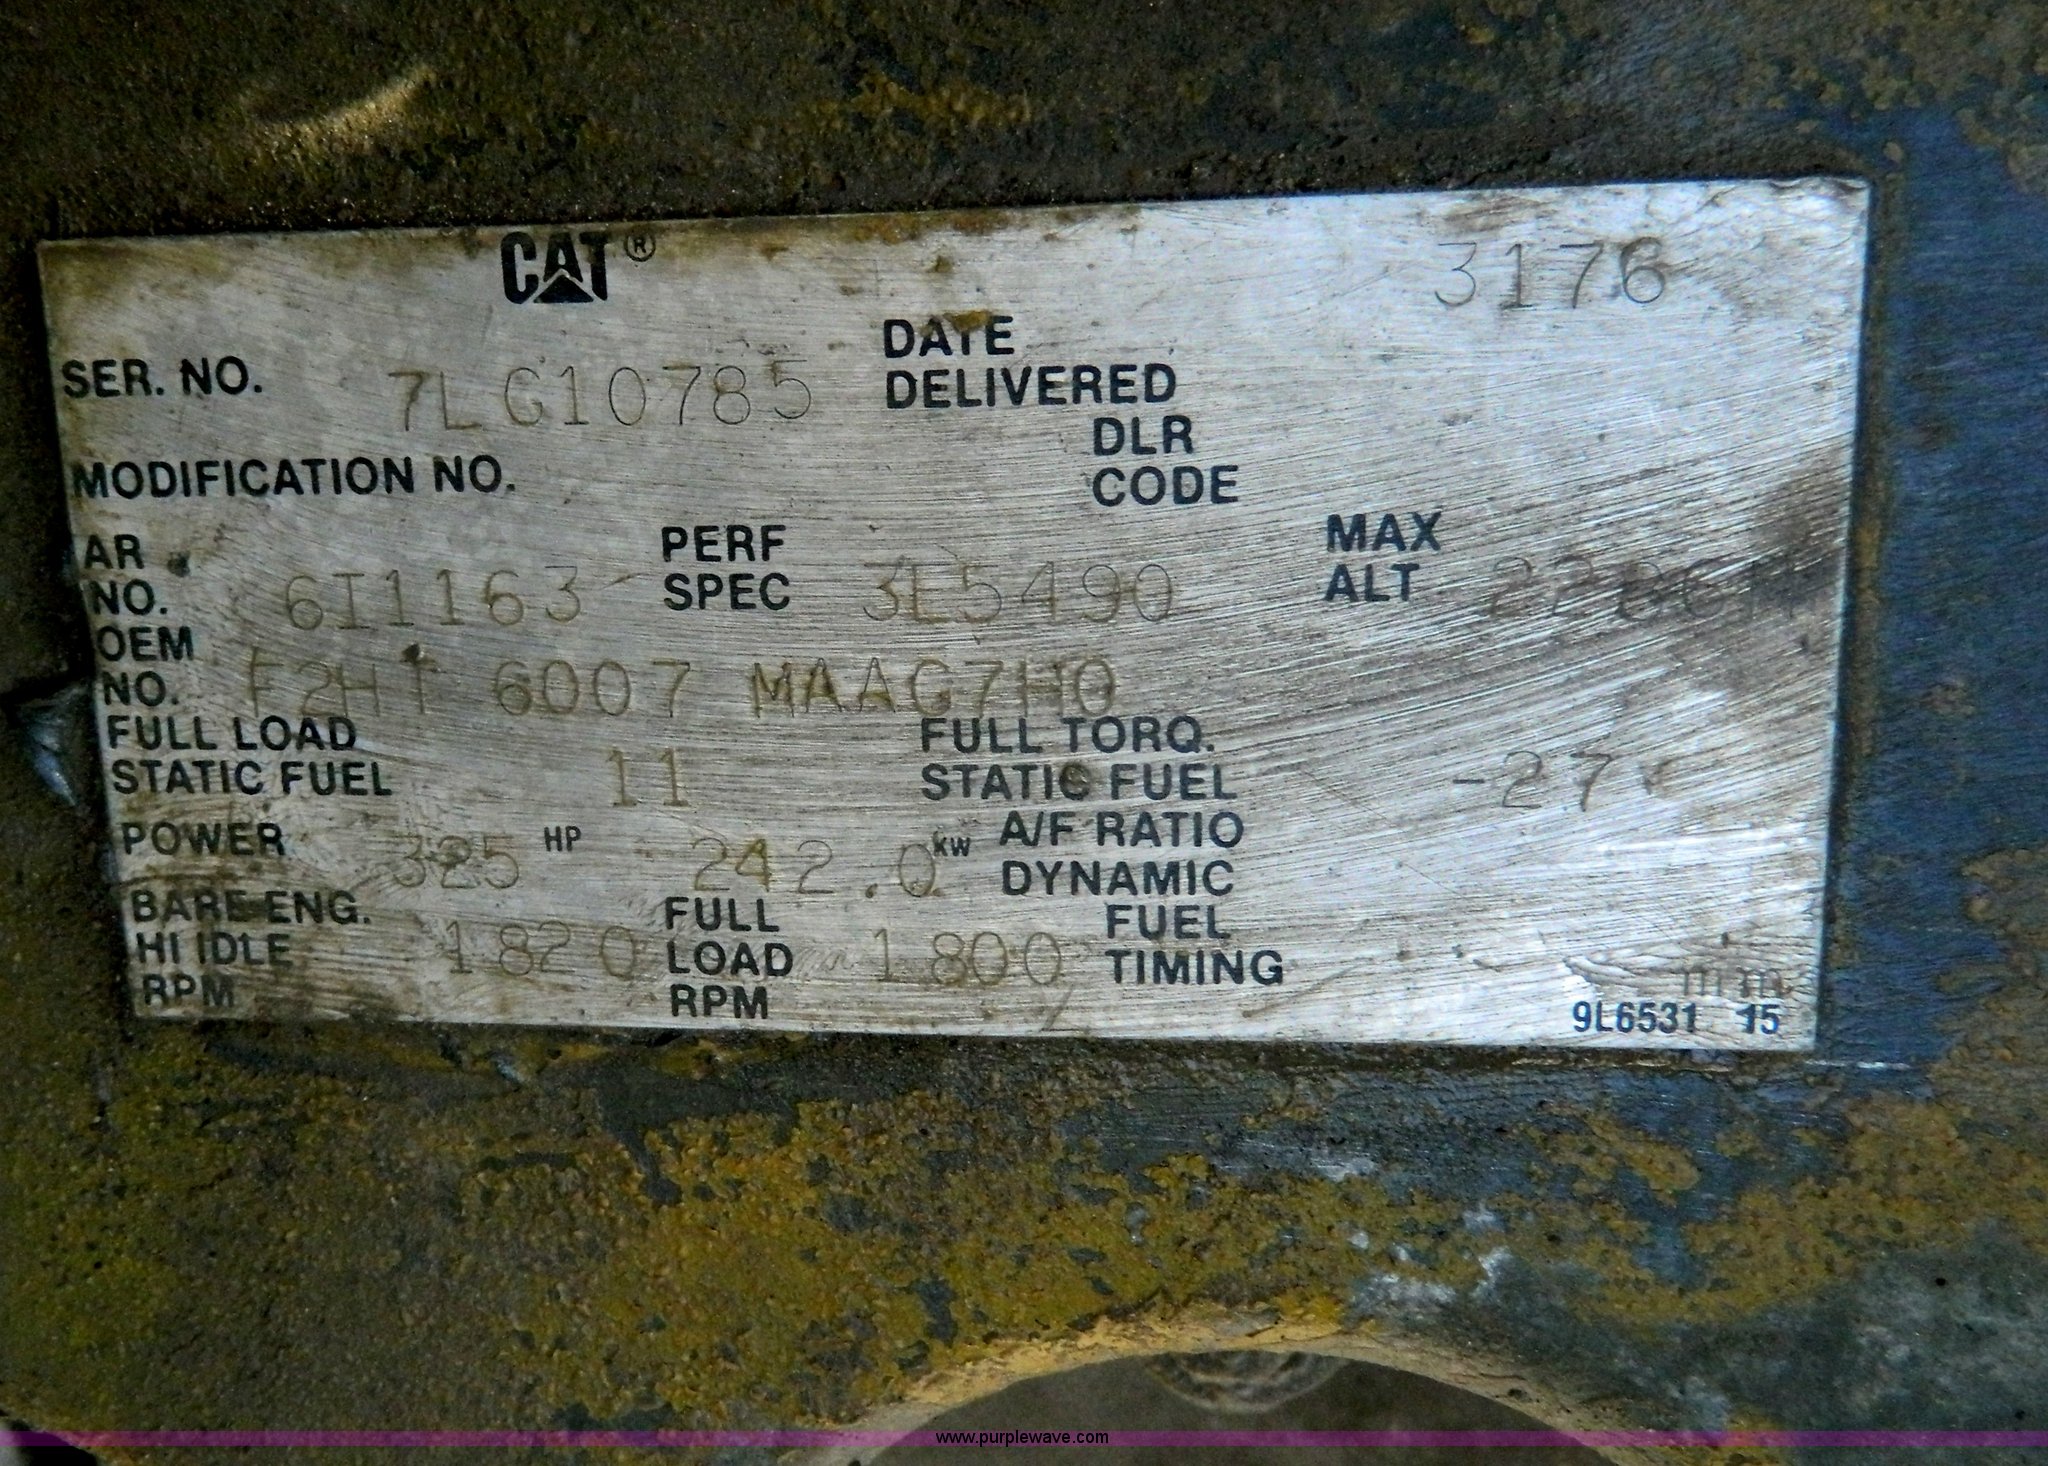 CAT® 3176
DATE
SER. NO. 7LG10785 DELIVERED
DLR
MODIFICATION NO. CODE
AR PERF MAX
NO. 6I1163 SPEC 3E5490 ALT
OEM
NO. F2HT 6007 MAAG7H0
FULL LOAD FULL TORQ.
STATIC FUEL 11 STATIC FUEL -27
POWER 325 HP 242.0 kW A/F RATIO
DYNAMIC
BARE ENG. FULL FUEL
HI IDLE 1820 LOAD 1800 TIMING
RPM RPM mm
9L6531 15
www.purplewave.com